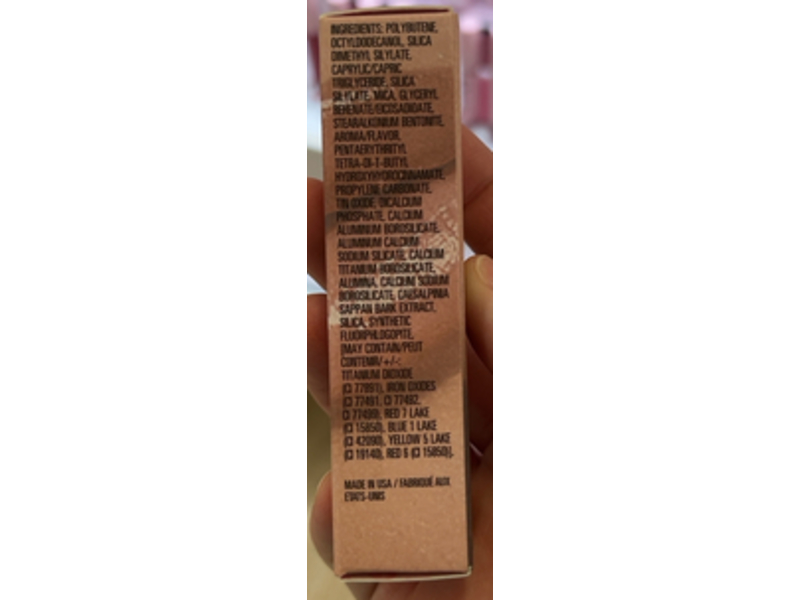 INGREDIENTS: POLYBUTENE,
OCTYLDODECANOL, SILICA
DIMETHYL SILYLATE,
CAPRYLIC/CAPRIC
TRIGLYCERIDE, SILICA
SILYLATE, MICA, GLYCERYL
BEHENATE/EICOSADIOATE,
STEARALKONIUM BENTONITE,
AROMA/FLAVOR,
PENTAERYTHRITYL
TETRA-DI-T-BUTYL
HYDROXYHYDROCINNAMATE,
PROPYLENE CARBONATE,
TIN OXIDE, DICALCIUM
PHOSPHATE, CALCIUM
ALUMINUM BOROSILICATE,
ALUMINUM CALCIUM
SODIUM SILICATE, CALCIUM
TITANIUM BOROSILICATE,
ALUMINA, CALCIUM SODIUM
BOROSILICATE, CAESALPINIA
SAPPAN BARK EXTRACT,
SILICA, SYNTHETIC
FLUORPHLOGOPITE,
[MAY CONTAIN/PEUT
CONTENIR/+/-:
TITANIUM DIOXIDE
(CI 77891), IRON OXIDES
(CI 77491, CI 77492,
CI 77499), RED 7 LAKE
(CI 15850), BLUE 1 LAKE
(CI 42090), YELLOW 5 LAKE
(CI 19140), RED 6 (CI 15850)].
MADE IN USA / FABRIQUÉ AUX
ETATS-UNIS